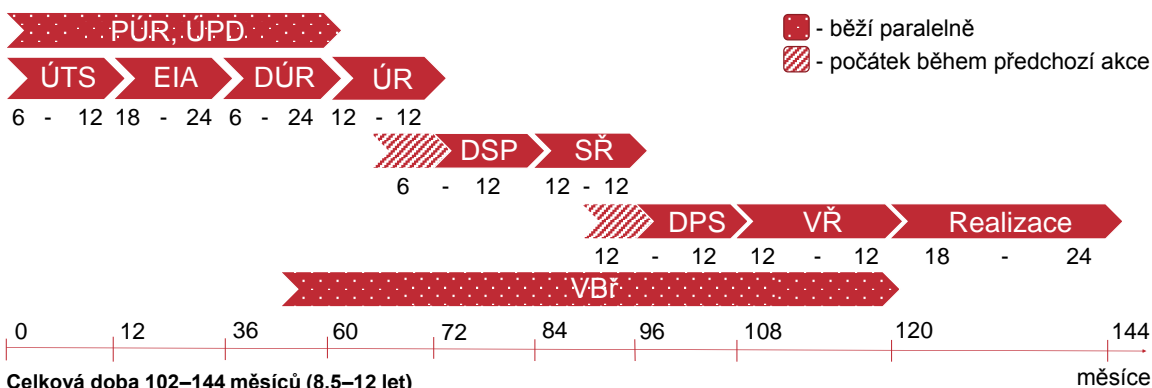 PÚR, ÚPD
- běží paralelně
- počátek během předchozí akce
ÚTS EIA DÚR ÚR
6 - 12 18 - 24 6 - 24 12 - 12
DSP SŘ
6 - 12 12 - 12
DPS VŘ Realizace
12 - 12 12 - 12 18 - 24
VBř
0 12 36 60 72 84 96 108 120 144
měsíce
Celková doba 102–144 měsíců (8,5–12 let)